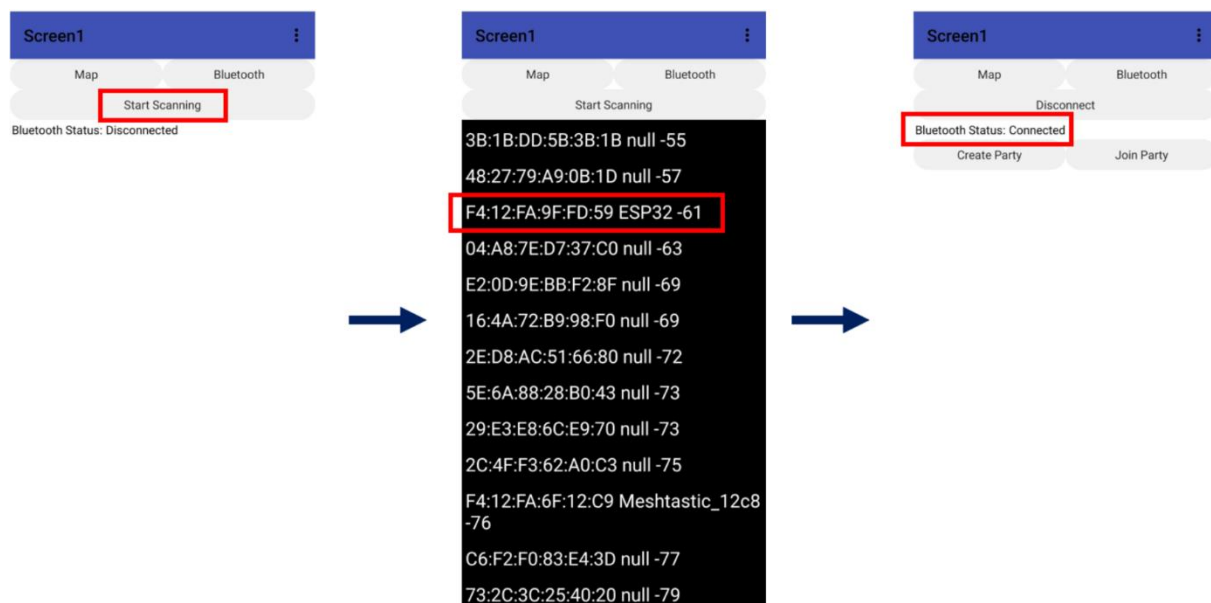 Screen1
Map Bluetooth
Start Scanning
Bluetooth Status: Disconnected
Screen1
Map Bluetooth
Start Scanning
3B:1B:DD:5B:3B:1B null -55
48:27:79:A9:0B:1D null -57
F4:12:FA:9F:FD:59 ESP32 -61
04:A8:7E:D7:37:C0 null -63
E2:0D:9E:BB:F2:8F null -69
16:4A:72:B9:98:F0 null -69
2E:D8:AC:51:66:80 null -72
5E:6A:88:28:B0:43 null -73
29:E3:E8:6C:E9:70 null -73
2C:4F:F3:62:A0:C3 null -75
F4:12:FA:6F:12:C9 Meshtastic_12c8
-76
C6:F2:F0:83:E4:3D null -77
73:2C:3C:25:40:20 null -79
Screen1
Map Bluetooth
Disconnect
Bluetooth Status: Connected
Create Party Join Party